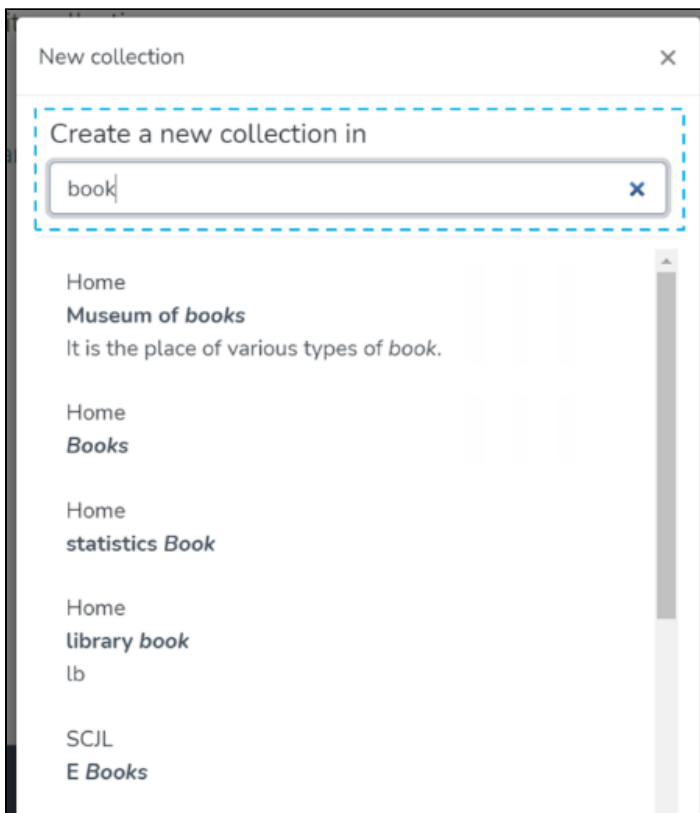 New collection
Create a new collection in
book
Home
Museum of books
It is the place of various types of book.
Home
Books
Home
statistics Book
Home
library book
lb
SCJL
E Books